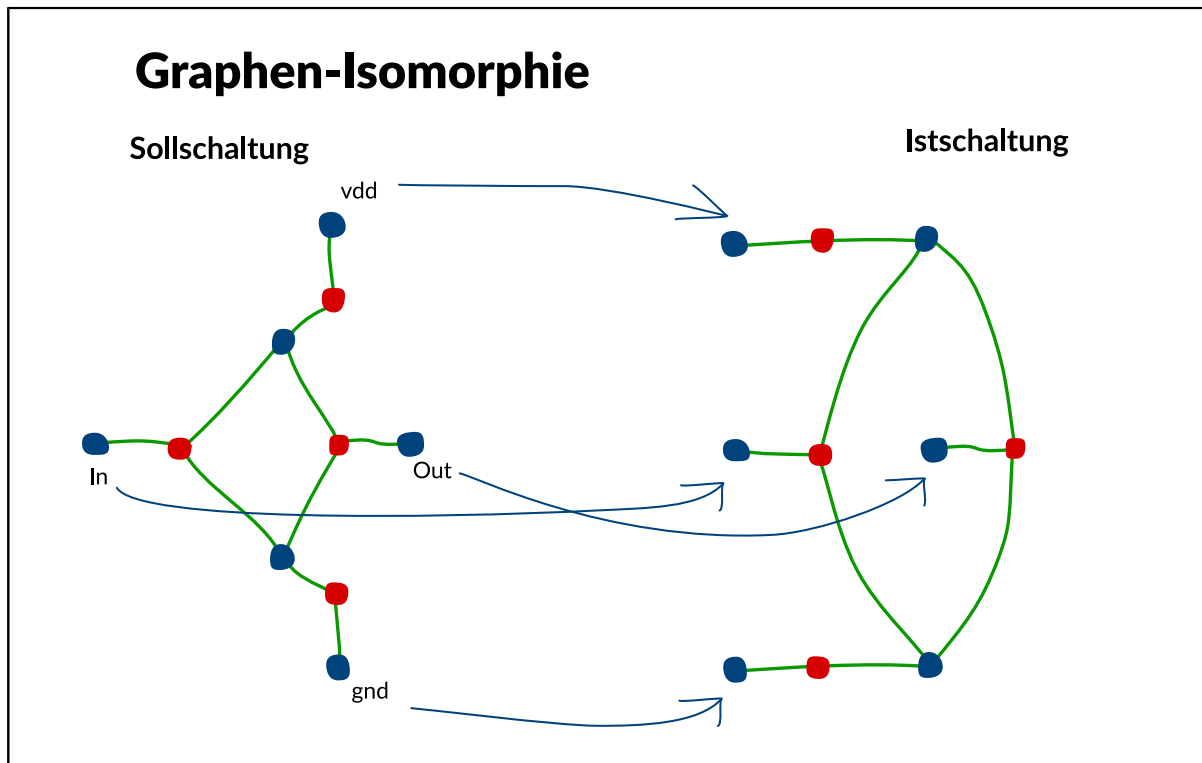 Graphen-Isomorphie
Sollschaltung
Istschaltung
vdd
In
Out
gnd